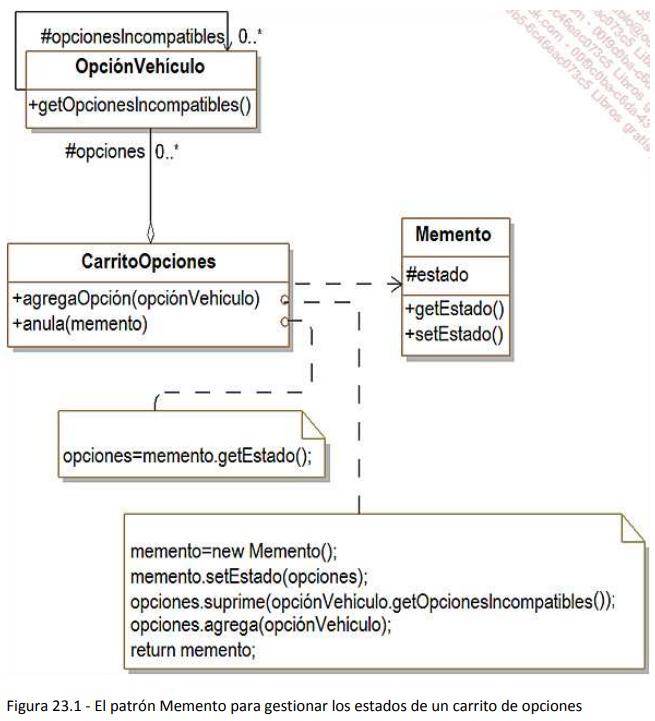 #opcionesIncompatibles 0..*
OpciónVehículo
+getOpcionesIncompatibles()
#opciones 0..*
CarritoOpciones
+agregaOpción(opciónVehículo)
+anula(memento)
Memento
#estado
+getEstado()
+setEstado()
opciones=memento.getEstado();
memento=new Memento();
memento.setEstado(opciones);
opciones.suprime(opciónVehiculo.getOpcionesIncompatibles());
opciones.agrega(opciónVehículo);
return memento;
Figura 23.1 - El patrón Memento para gestionar los estados de un carrito de opciones